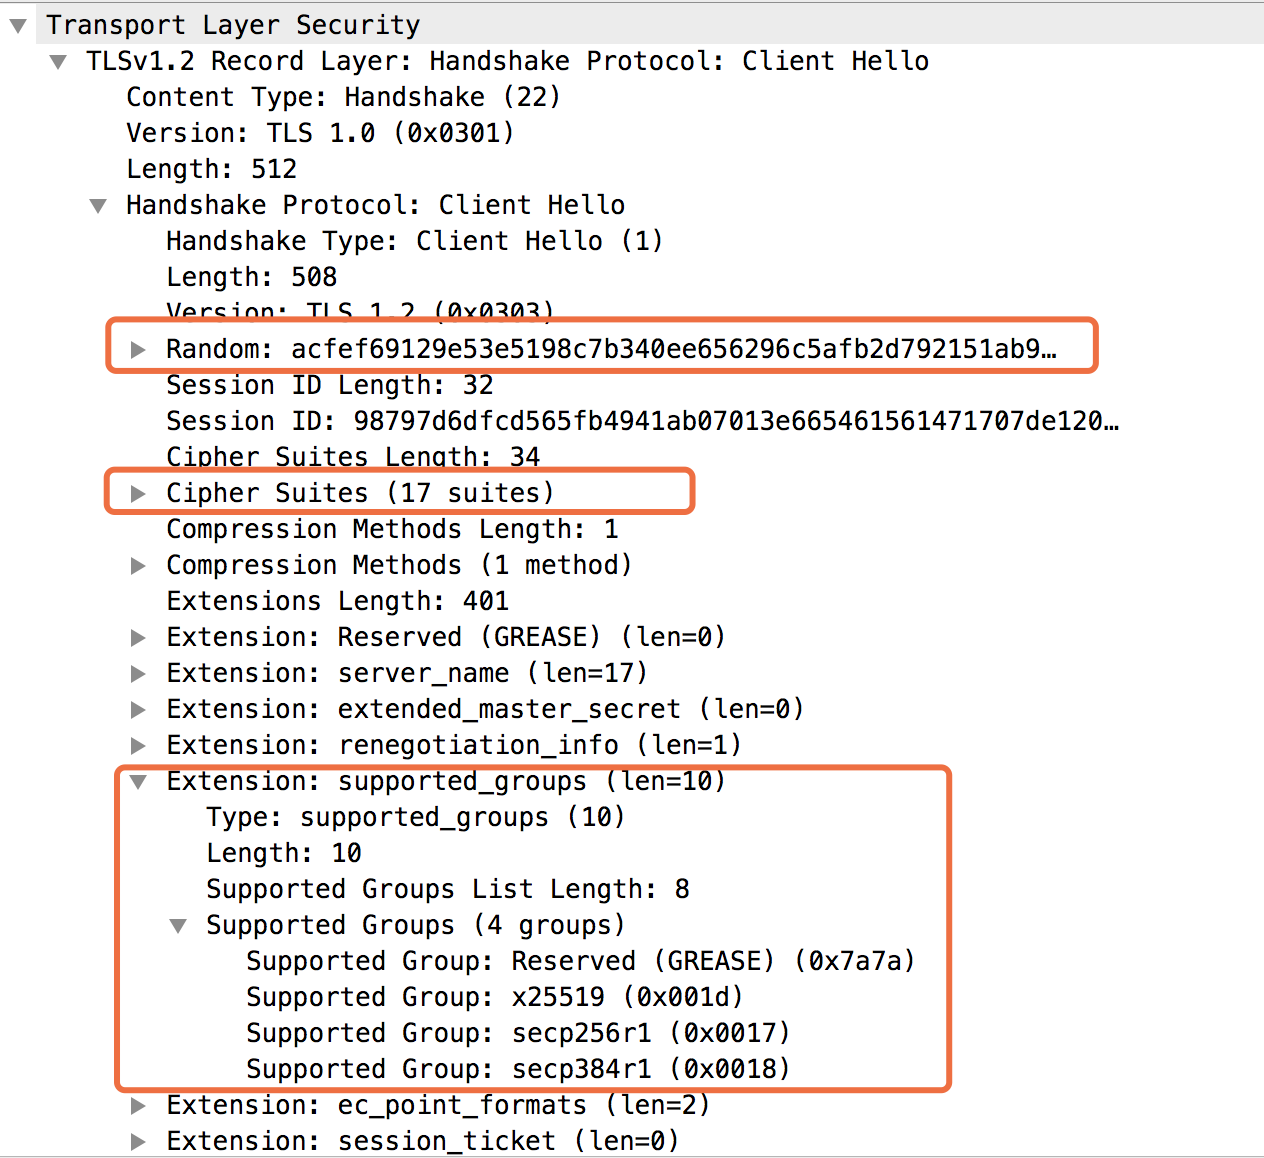 Transport Layer Security
TLSv1.2 Record Layer: Handshake Protocol: Client Hello
Content Type: Handshake (22)
Version: TLS 1.0 (0x0301)
Length: 512
Handshake Protocol: Client Hello
Handshake Type: Client Hello (1)
Length: 508
Version: TLS 1.2 (0x0303)
Random: acfef69129e53e5198c7b340ee656296c5afb2d792151ab9…
Session ID Length: 32
Session ID: 98797d6dfcd565fb4941ab07013e665461561471707de120…
Cipher Suites Length: 34
Cipher Suites (17 suites)
Compression Methods Length: 1
Compression Methods (1 method)
Extensions Length: 401
Extension: Reserved (GREASE) (len=0)
Extension: server_name (len=17)
Extension: extended_master_secret (len=0)
Extension: renegotiation_info (len=1)
Extension: supported_groups (len=10)
Type: supported_groups (10)
Length: 10
Supported Groups List Length: 8
Supported Groups (4 groups)
Supported Group: Reserved (GREASE) (0x7a7a)
Supported Group: x25519 (0x001d)
Supported Group: secp256r1 (0x0017)
Supported Group: secp384r1 (0x0018)
Extension: ec_point_formats (len=2)
Extension: session_ticket (len=0)